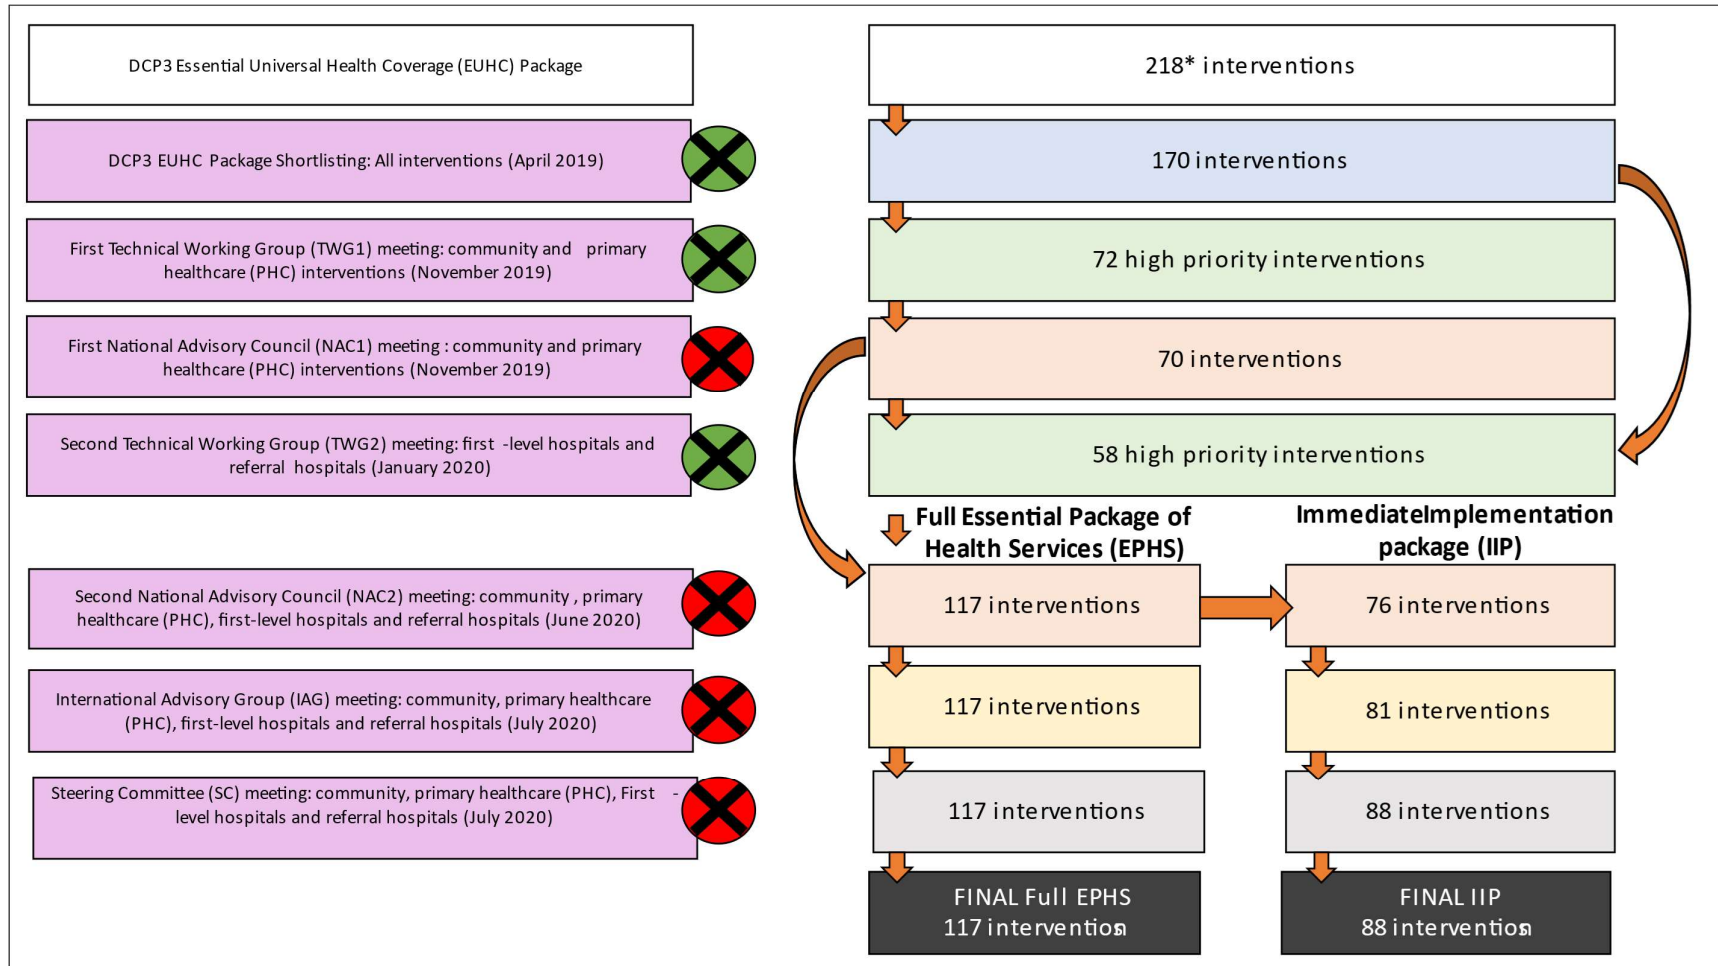 DCP3 Essential Universal Health Coverage (EUHC) Package
218* interventions
DCP3 EUHC Package Shortlisting: All interventions (April 2019)
170 interventions
First Technical Working Group (TWG1) meeting: community and primary
healthcare (PHC) interventions (November 2019)
72 high priority interventions
First National Advisory Council (NAC1) meeting : community and primary
healthcare (PHC) interventions (November 2019)
70 interventions
Second Technical Working Group (TWG2) meeting: first -level hospitals and
referral hospitals (January 2020)
58 high priority interventions
Full Essential Package of
Health Services (EPHS)
ImmediateImplementation
package (IIP)
Second National Advisory Council (NAC2) meeting: community , primary
healthcare (PHC), first-level hospitals and referral hospitals (June 2020)
117 interventions
76 interventions
International Advisory Group (IAG) meeting: community, primary healthcare
(PHC), first-level hospitals and referral hospitals (July 2020)
117 interventions
81 interventions
Steering Committee (SC) meeting: community, primary healthcare (PHC), First -
level hospitals and referral hospitals (July 2020)
117 interventions
88 interventions
FINAL Full EPHS
117 interventions
FINAL IIP
88 interventions